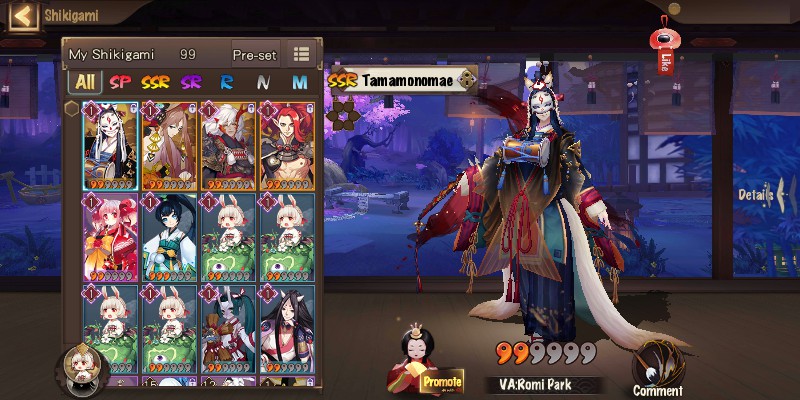 Shikigami
My Shikigami 99 Pre-set
All SP SSR SR R N M
SSR Tamamonomae
Like
Details
Promote
VA:Romi Park
Comment